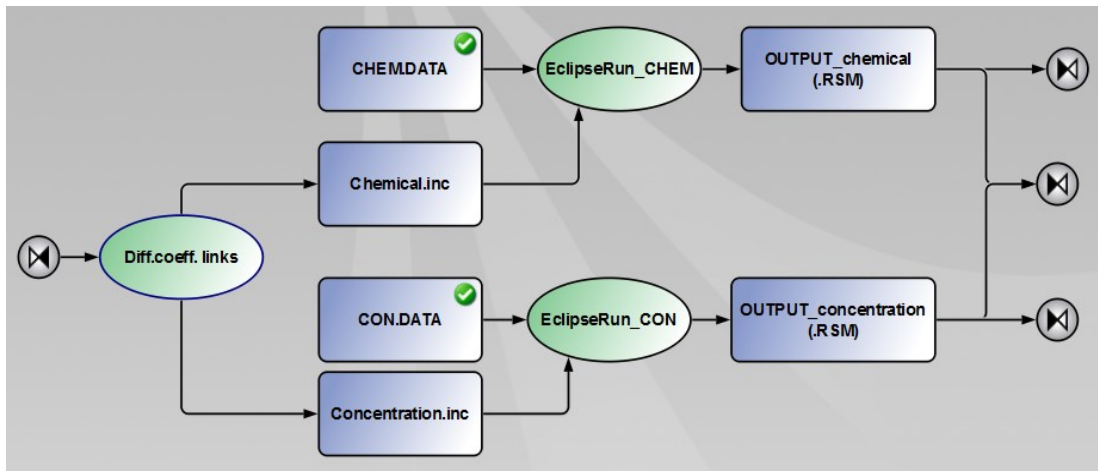 CHEM.DATA
EclipseRun_CHEM
OUTPUT_chemical
(.RSM)
Chemical.inc
Diff.coeff. links
CON.DATA
EclipseRun_CON
OUTPUT_concentration
(.RSM)
Concentration.inc